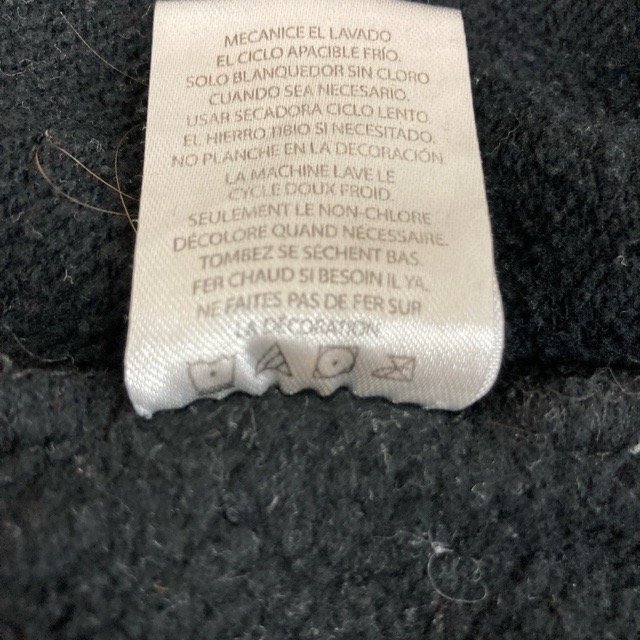 MECANICE EL LAVADO
EL CICLO APACIBLE FRÍO.
SOLO BLANQUEDOR SIN CLORO
CUANDO SEA NECESARIO.
USAR SECADORA CICLO LENTO
EL HIERRO TIBIO SI NECESITADO.
NO PLANCHE EN LA DECORACIÓN.
LA MACHINE LAVE LE
CYCLE DOUX FROID.
SEULEMENT LE NON-CHLORE
DÉCOLORE QUAND NÉCESSAIRE.
TOMBEZ SE SÈCHENT BAS.
FER CHAUD SI BESOIN IL Y A.
NE FAITES PAS DE FER SUR
LA DÉCORATION.